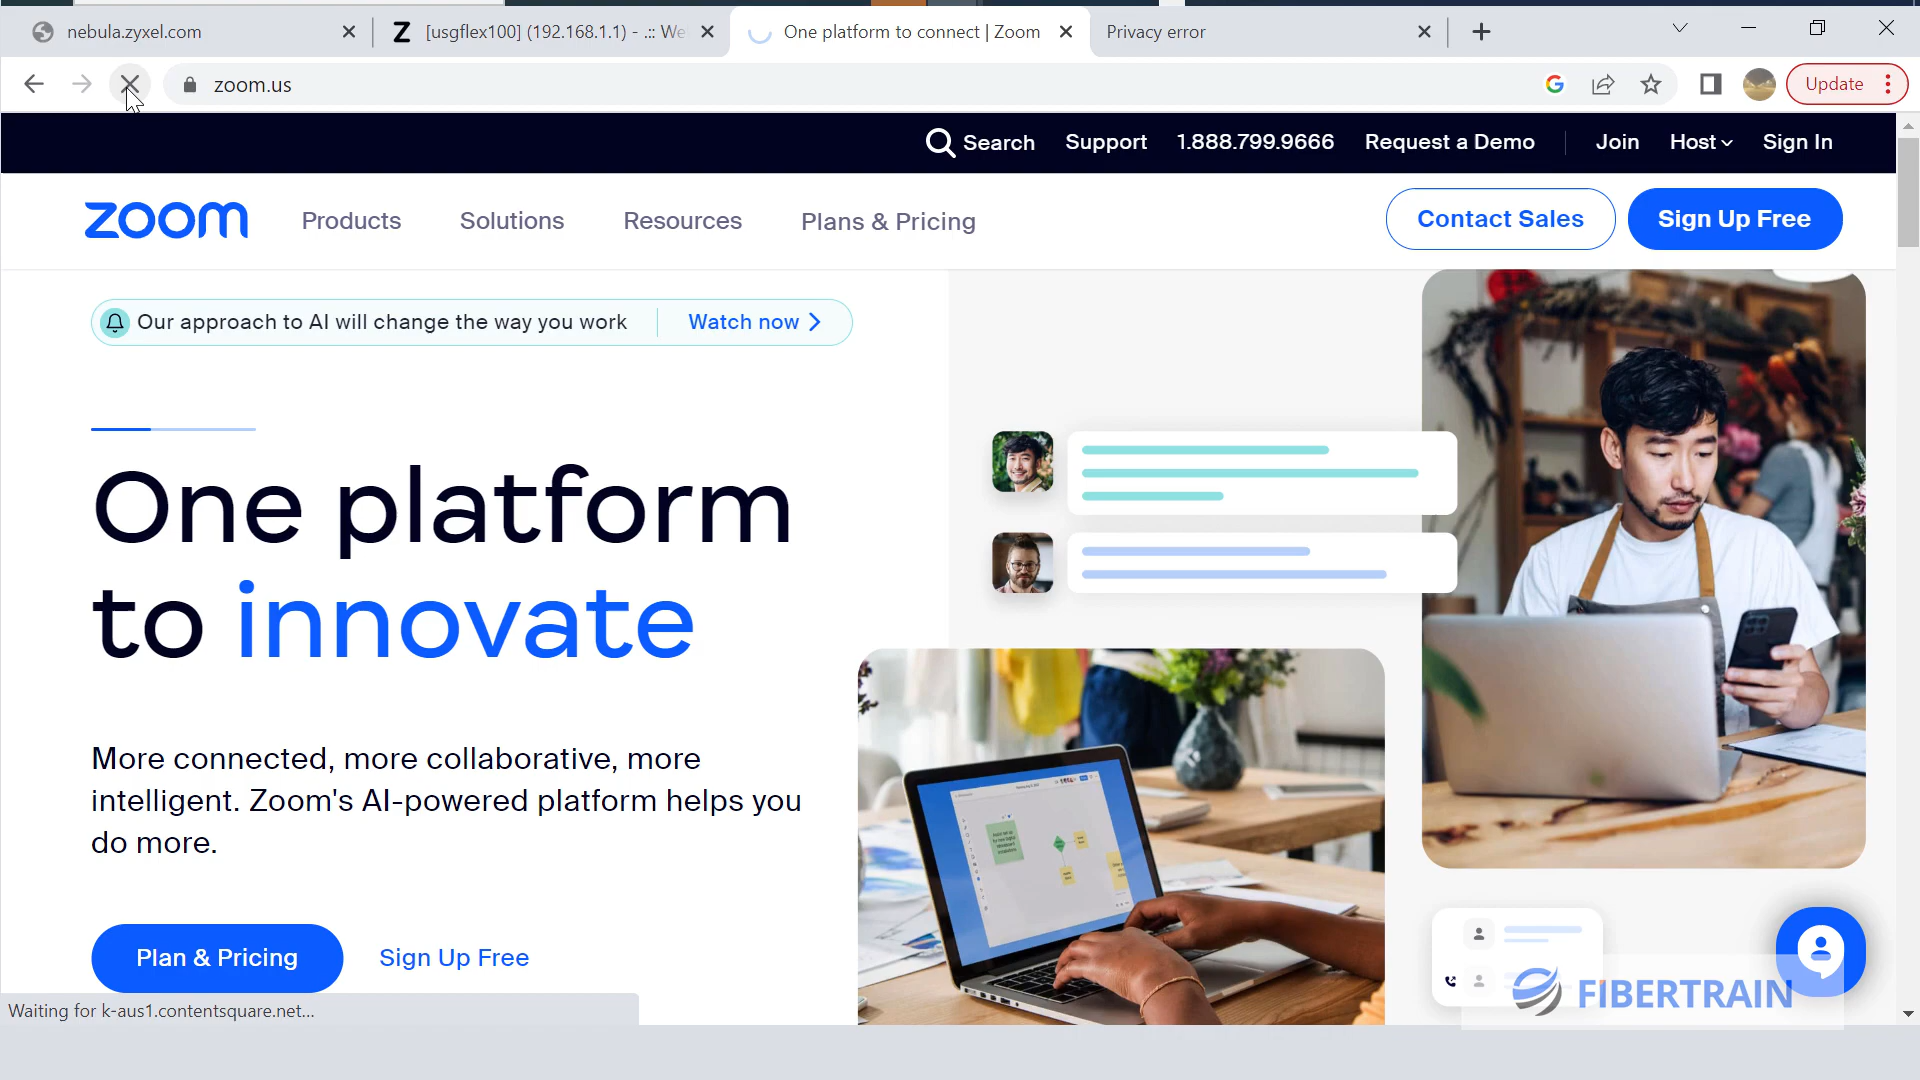 nebula.zyxel.com
Z [usgflex100] (192.168.1.1) - .:: We
One platform to connect | Zoom
Privacy error
zoom.us
Update
Search Support 1.888.799.9666 Request a Demo Join Host Sign In
zoom Products Solutions Resources Plans & Pricing Contact Sales Sign Up Free
Our approach to AI will change the way you work Watch now
One platform
to innovate
More connected, more collaborative, more
intelligent. Zoom's AI-powered platform helps you
do more.
Plan & Pricing Sign Up Free
Waiting for k-aus1.contentsquare.net...
FIBERTRAIN